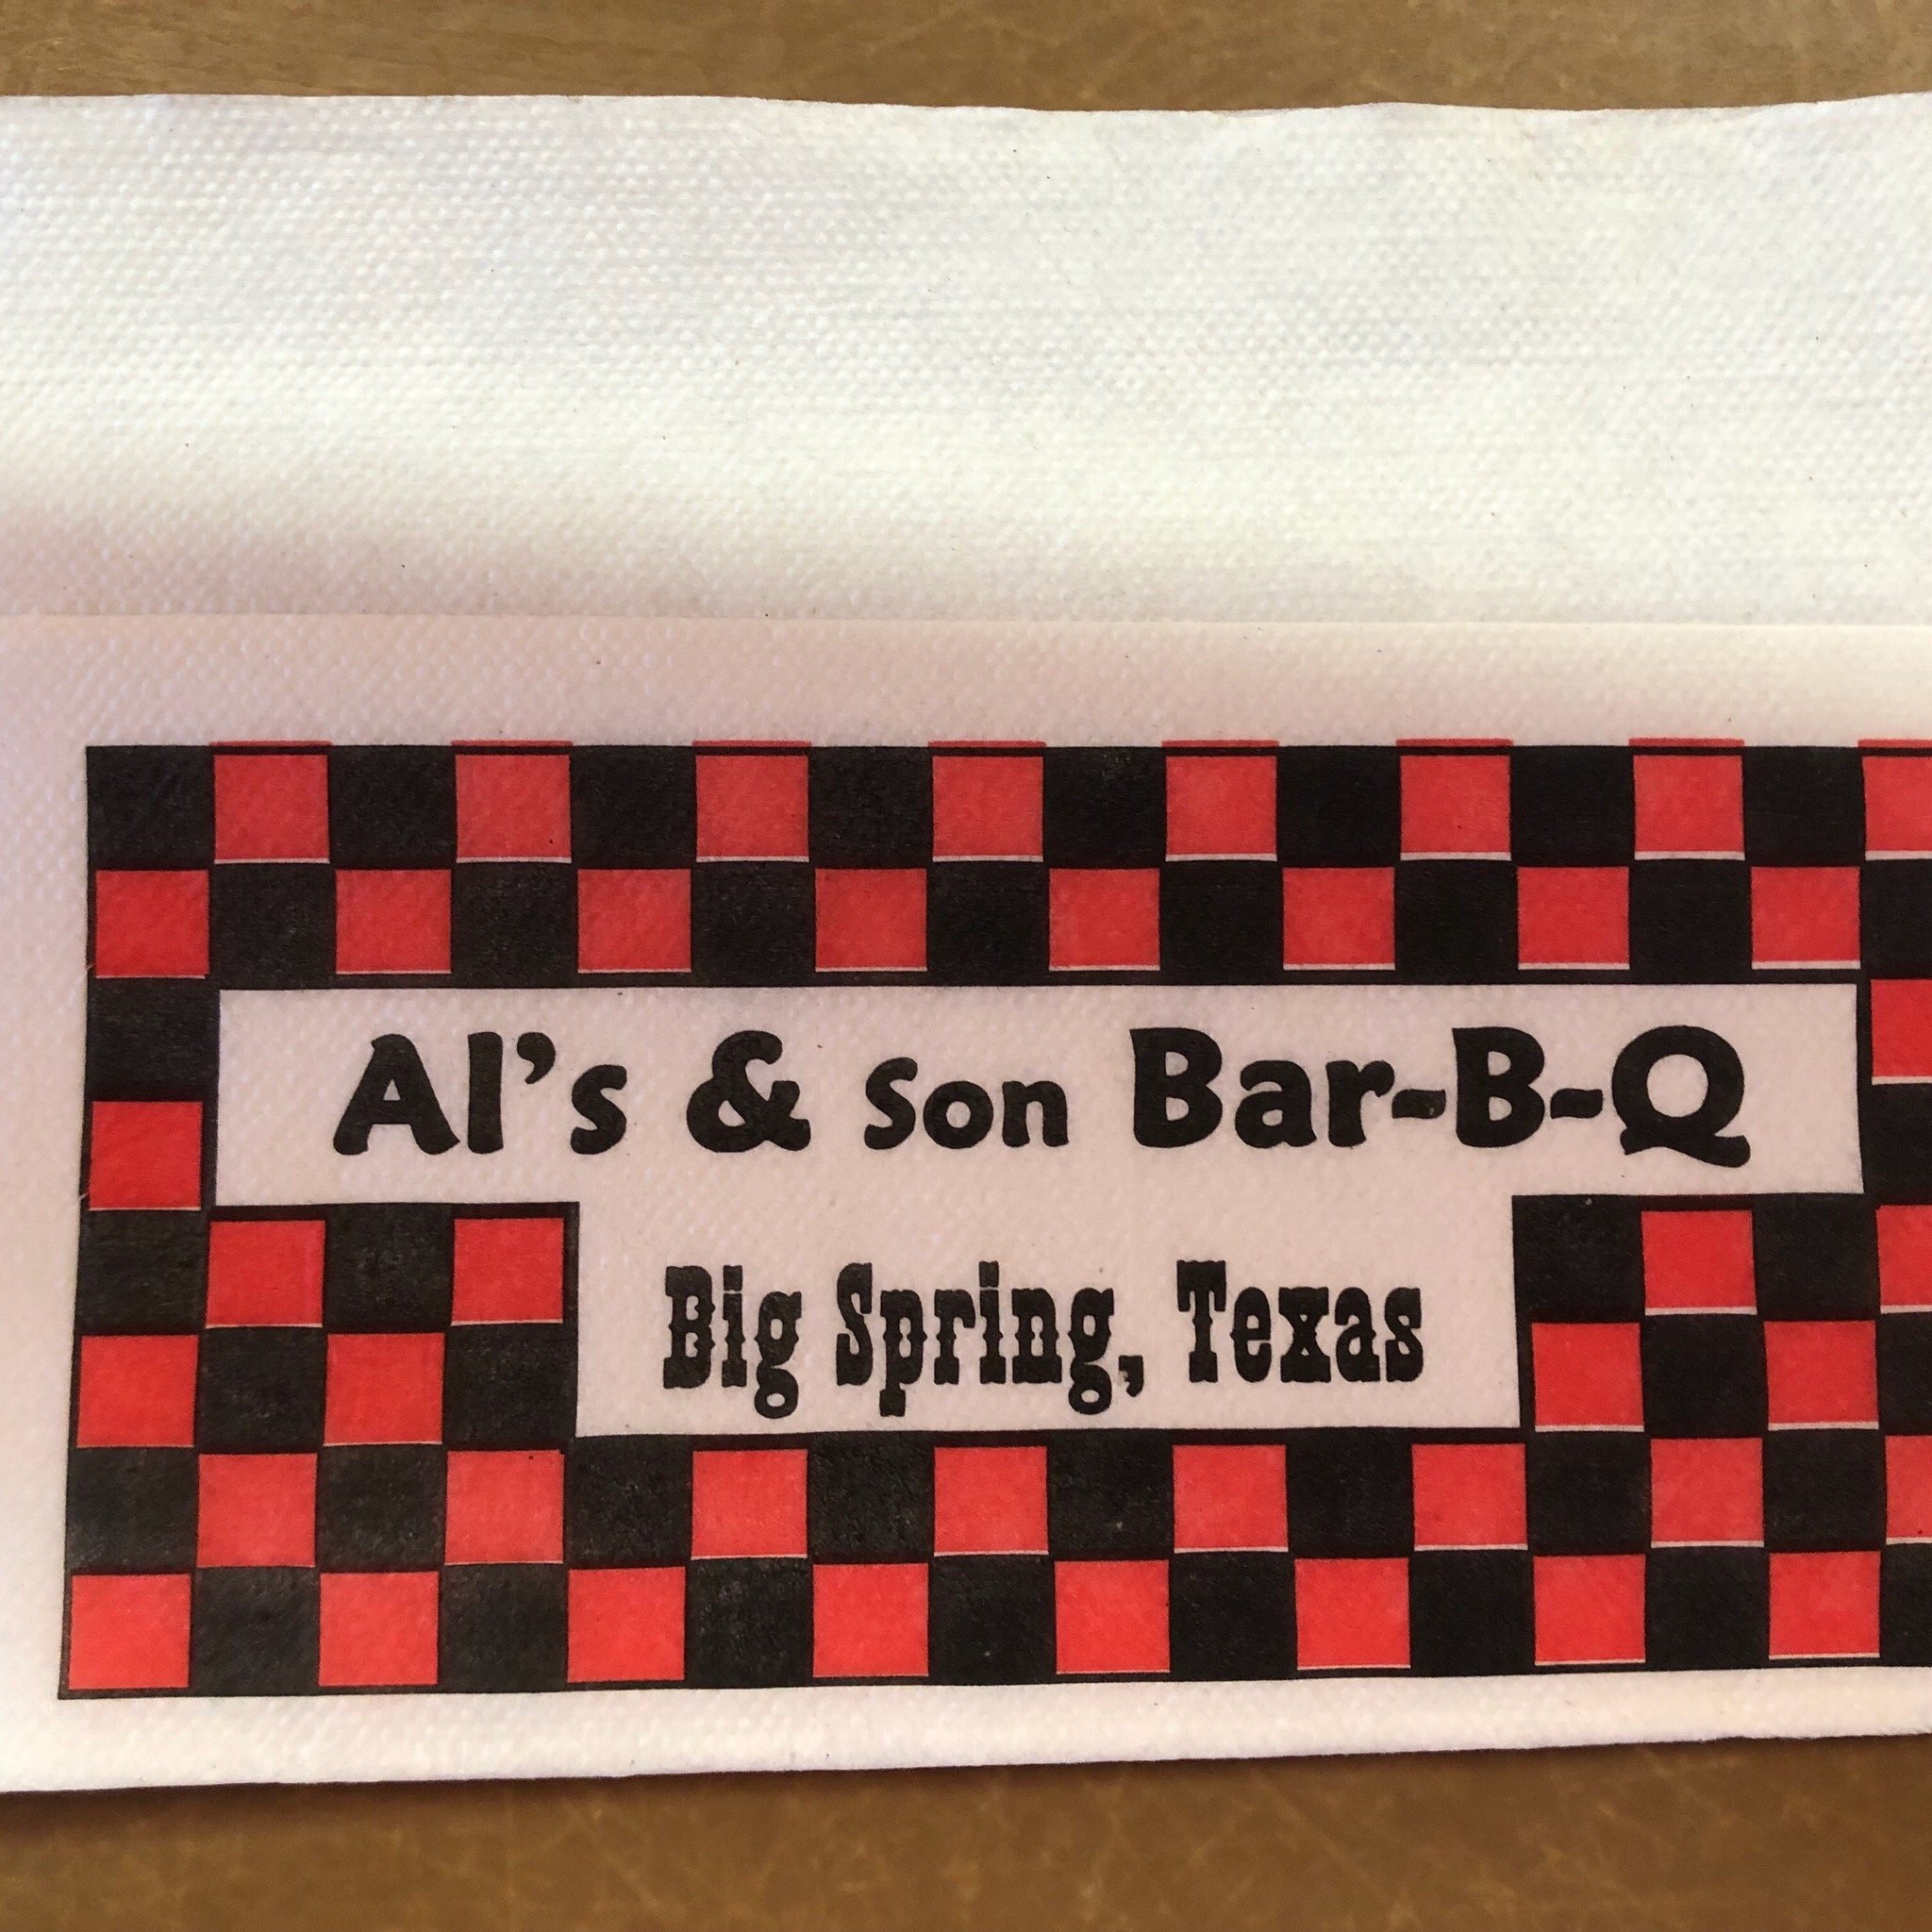 Al’s & Son Bar-B-Q
Big Spring, Texas